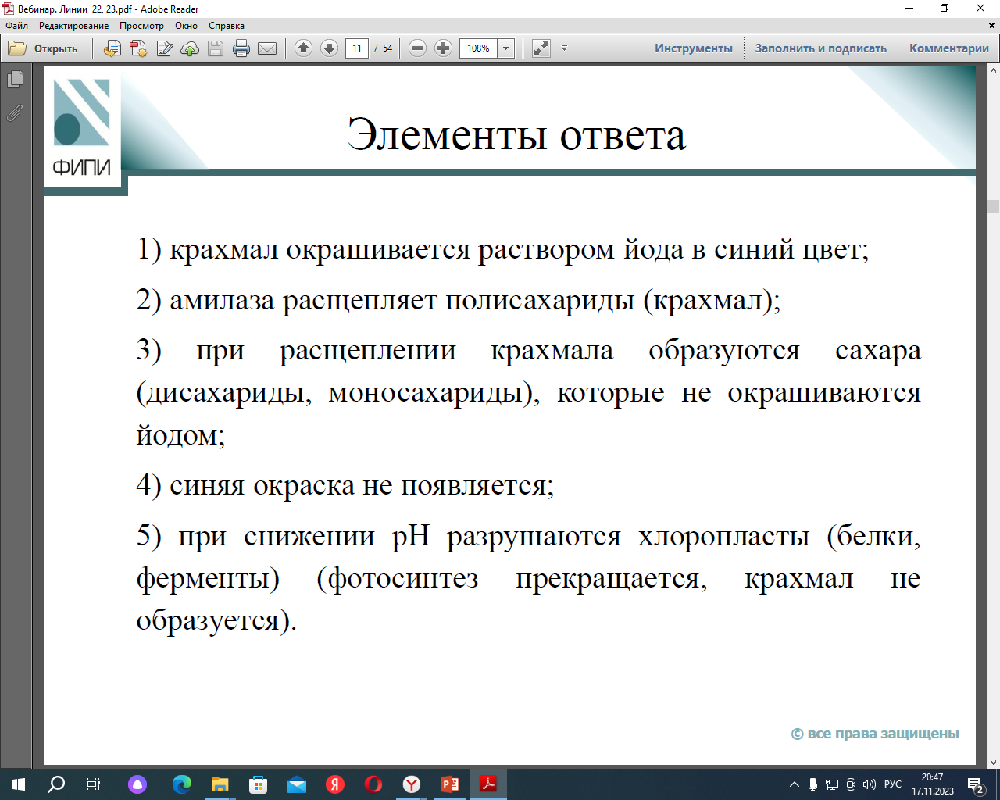 Вебинар. Линии 22, 23.pdf - Adobe Reader
Файл Редактирование Просмотр Окно Справка
Открыть 11 / 54 108% Инструменты Заполнить и подписать Комментарии
ФИПИ
Элементы ответа
1) крахмал окрашивается раствором йода в синий цвет;
2) амилаза расщепляет полисахариды (крахмал);
3) при расщеплении крахмала образуются сахара
(дисахариды, моносахариды), которые не окрашиваются
йодом;
4) синяя окраска не появляется;
5) при снижении pH разрушаются хлоропласты (белки,
ферменты) (фотосинтез прекращается, крахмал не
образуется).
© все права защищены
РУС 20:47
17.11.2023 2